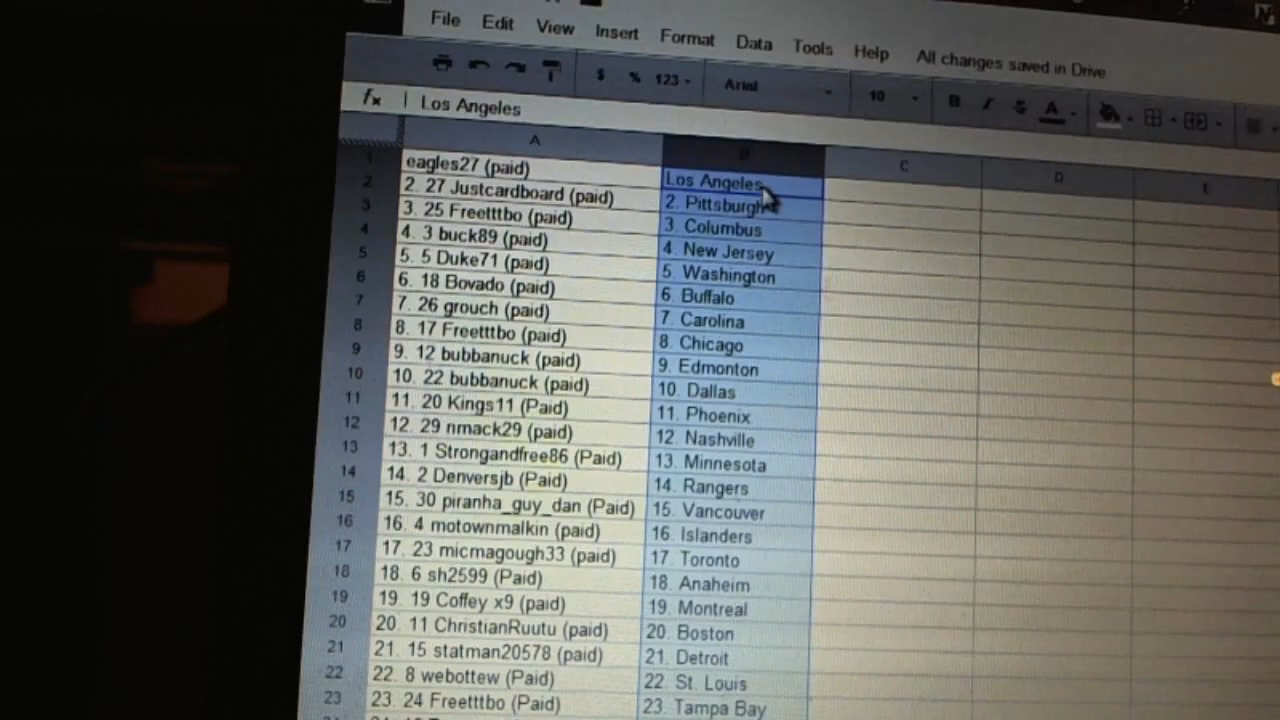 File Edit View Insert Format Data Tools Help All changes saved in Drive
$ % 123 Arial 10 B I S A
fx Los Angeles
A B C D E
1 eagles27 (paid) Los Angeles
2 2. 27 Justcardboard (paid) 2. Pittsburgh
3 3. 25 Freetttbo (paid) 3. Columbus
4 4. 3 buck89 (paid) 4. New Jersey
5 5. 5 Duke71 (paid) 5. Washington
6 6. 18 Bovado (paid) 6. Buffalo
7 7. 26 grouch (paid) 7. Carolina
8 8. 17 Freetttbo (paid) 8. Chicago
9 9. 12 bubbanuck (paid) 9. Edmonton
10 10. 22 bubbanuck (paid) 10. Dallas
11 11. 20 Kings11 (Paid) 11. Phoenix
12 12. 29 nmack29 (paid) 12. Nashville
13 13. 1 Strongandfree86 (Paid) 13. Minnesota
14 14. 2 Denversjb (Paid) 14. Rangers
15 15. 30 piranha_guy_dan (Paid) 15. Vancouver
16 16. 4 motownmalkin (paid) 16. Islanders
17 17. 23 micmagough33 (paid) 17. Toronto
18 18. 6 sh2599 (Paid) 18. Anaheim
19 19. 19 Coffey x9 (paid) 19. Montreal
20 20. 11 ChristianRuutu (paid) 20. Boston
21 21. 15 statman20578 (paid) 21. Detroit
22 22. 8 webottew (Paid) 22. St. Louis
23 23. 24 Freetttbo (Paid) 23. Tampa Bay